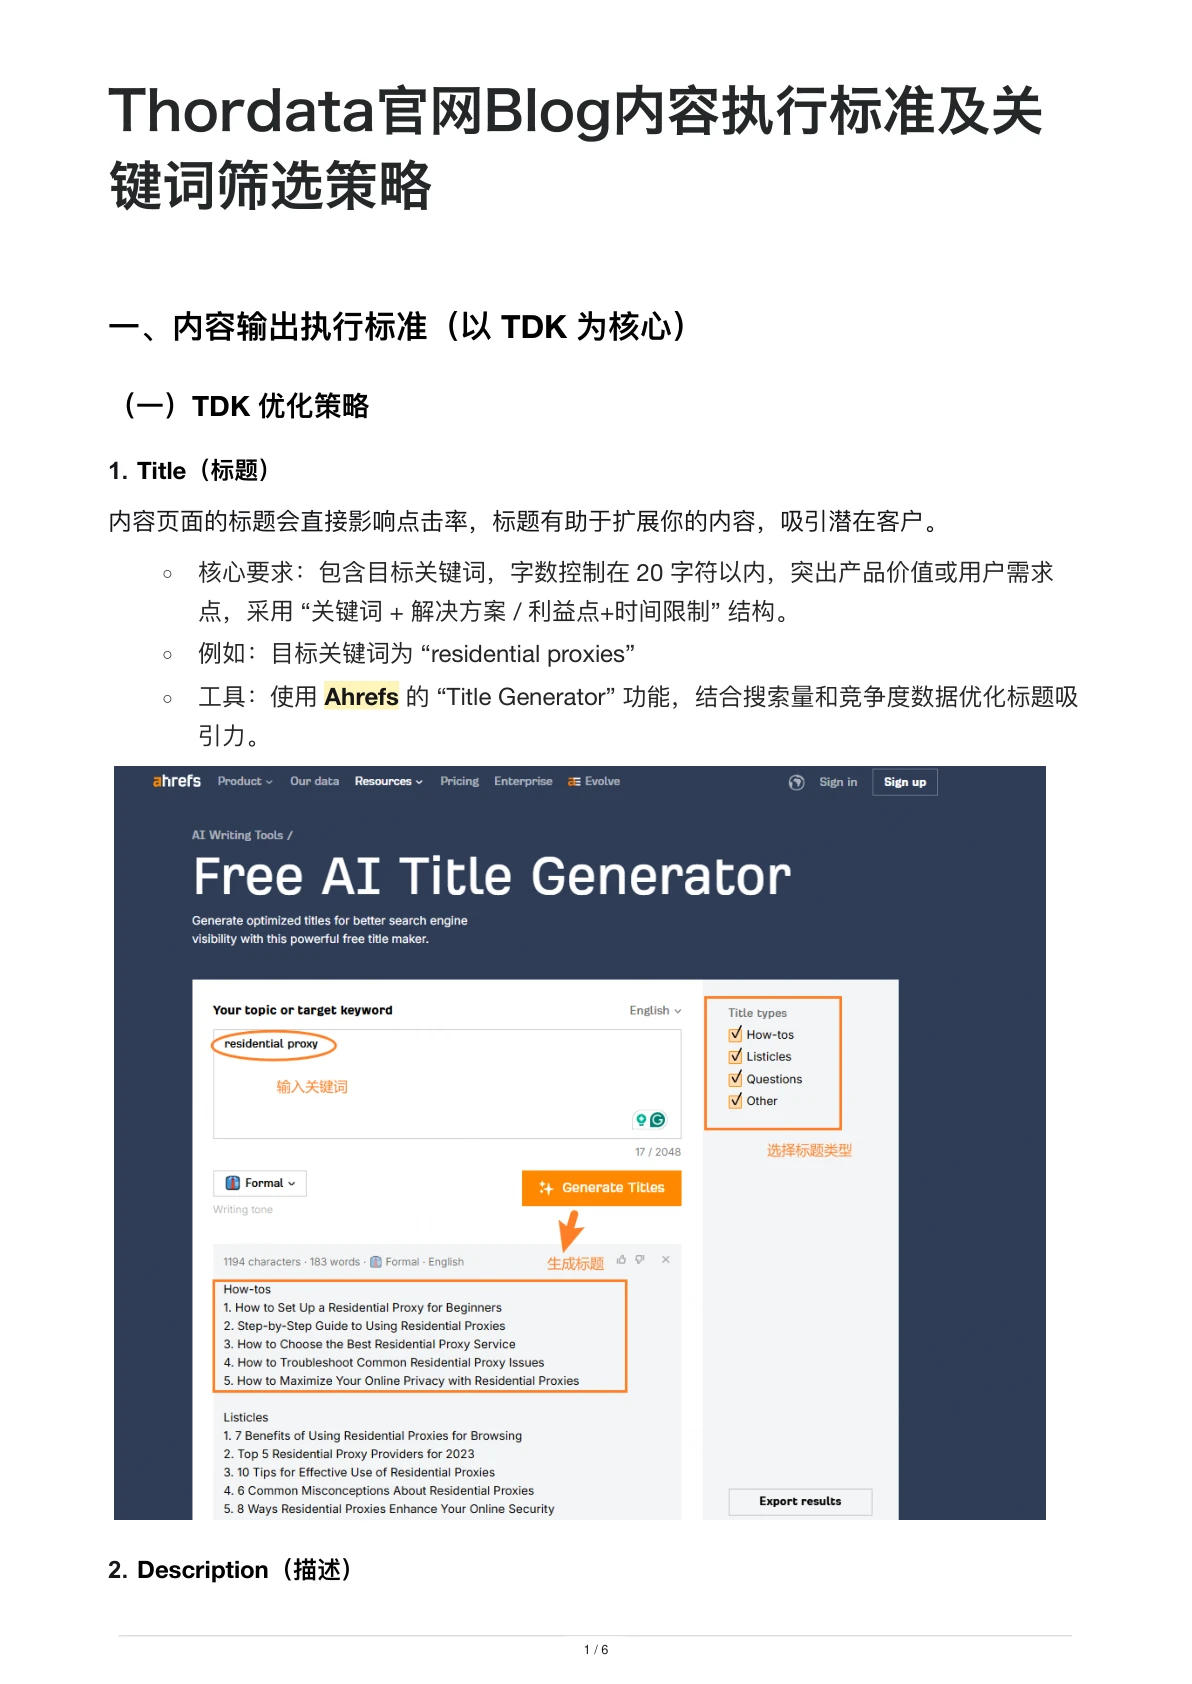 Thordata官网Blog内容执行标准及关
键词筛选策略
一、内容输出执行标准（以 TDK 为核心）
（一）TDK 优化策略
1. Title（标题）
内容页面的标题会直接影响点击率，标题有助于扩展你的内容，吸引潜在客户。
○ 核心要求：包含目标关键词，字数控制在 20 字符以内，突出产品价值或用户需求
点，采用 “关键词 + 解决方案 / 利益点+时间限制” 结构。
○ 例如：目标关键词为 “residential proxies”
○ 工具：使用 Ahrefs 的 “Title Generator” 功能，结合搜索量和竞争度数据优化标题吸
引力。
ahrefs Product Our data Resources Pricing Enterprise Evolve Sign in Sign up
AI Writing Tools /
Free AI Title Generator
Generate optimized titles for better search engine
visibility with this powerful free title maker.
Your topic or target keyword English
residential proxy
输入关键词
17 / 2048
Formal
Generate Titles
Writing tone
Title types
How-tos
Listicles
Questions
Other
选择标题类型
1194 characters · 183 words · Formal · English
生成标题
How-tos
1. How to Set Up a Residential Proxy for Beginners
2. Step-by-Step Guide to Using Residential Proxies
3. How to Choose the Best Residential Proxy Service
4. How to Troubleshoot Common Residential Proxy Issues
5. How to Maximize Your Online Privacy with Residential Proxies
Listicles
1. 7 Benefits of Using Residential Proxies for Browsing
2. Top 5 Residential Proxy Providers for 2023
3. 10 Tips for Effective Use of Residential Proxies
4. 6 Common Misconceptions About Residential Proxies
5. 8 Ways Residential Proxies Enhance Your Online Security
Export results
2. Description（描述）
1 / 6